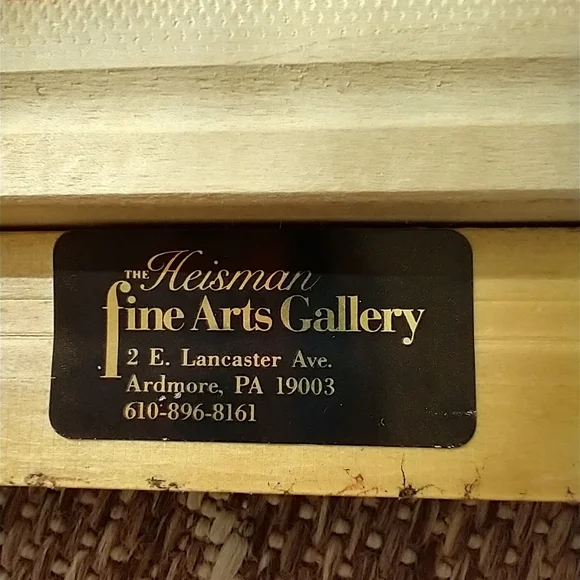 THE Heisman
fine Arts Gallery
2 E. Lancaster Ave.
Ardmore, PA 19003
610-896-8161